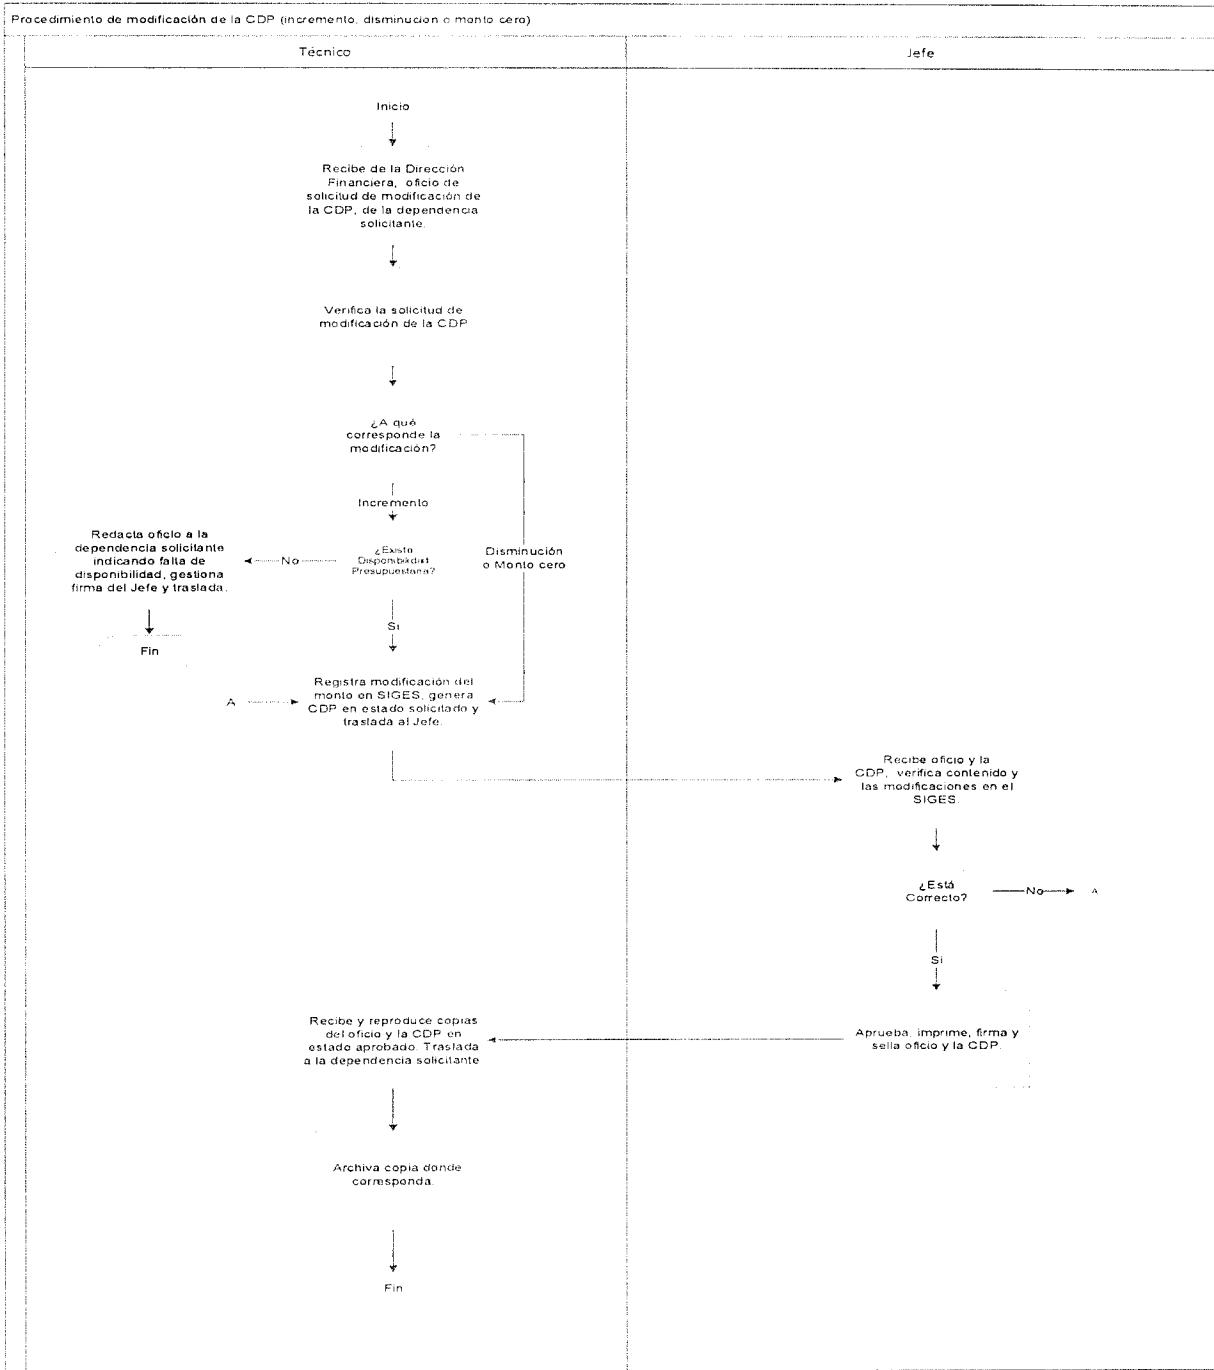 Procedimiento de modificación de la CDP (incremento, disminucion o monto cero)
Técnico
Jefe
Inicio
Recibe de la Dirección
Financiera, oficio de
solicitud de modificación de
la CDP, de la dependencia
solicitante.
Verifica la solicitud de
modificación de la CDP
¿A qué
corresponde la
modificación?
Incremento
Redacta oficio a la
dependencia solicitante
indicando falta de
disponibilidad, gestiona
firma del Jefe y traslada.
No
¿Existe
Disponibilidad
Presupuestaria?
Disminución
o Monto cero
Si
Fin
A
Registra modificación del
monto en SIGES, genera
CDP en estado solicitado y
traslada al Jefe.
Recibe oficio y la
CDP, verifica contenido y
las modificaciones en el
SIGES.
¿Está
Correcto?
No
A
Si
Aprueba, imprime, firma y
sella oficio y la CDP.
Recibe y reproduce copias
del oficio y la CDP en
estado aprobado. Traslada
a la dependencia solicitante
Archiva copia donde
corresponda.
Fin